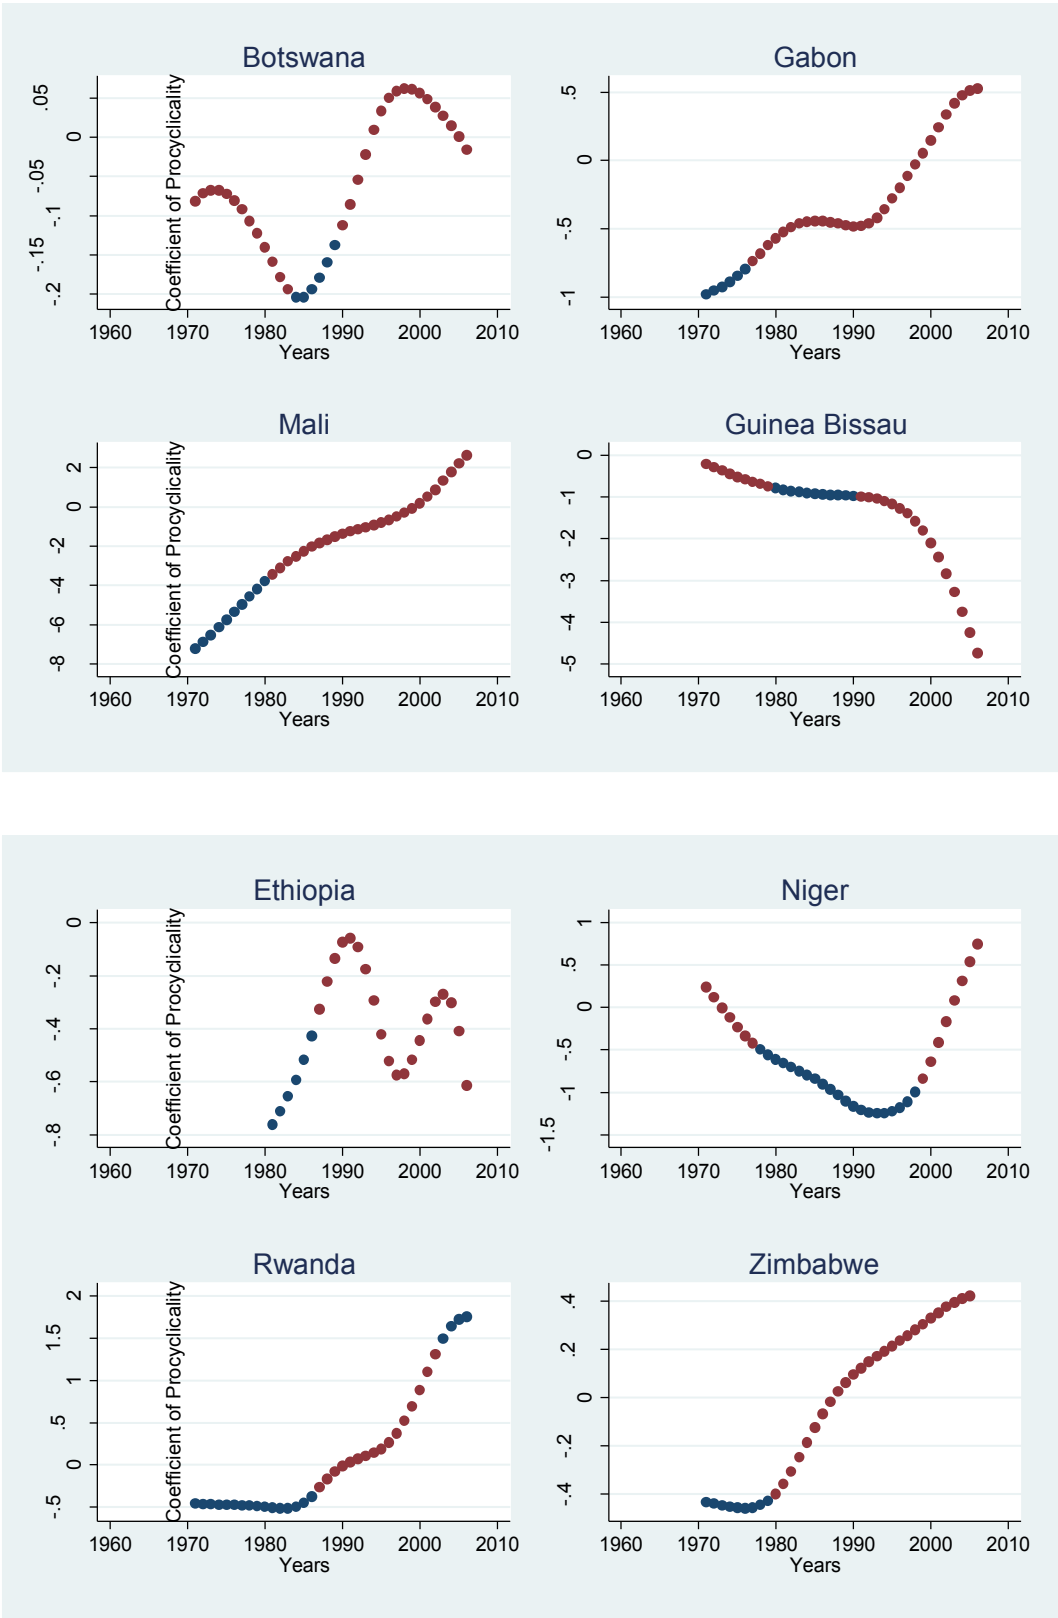 Botswana
Coefficient of Procyclicality
.05
0
-.05
-.1
-.15
-.2
1960 1970 1980 1990 2000 2010
Years
Gabon
.5
0
-.5
-1
1960 1970 1980 1990 2000 2010
Years
Mali
Coefficient of Procyclicality
2
0
-2
-4
-6
-8
1960 1970 1980 1990 2000 2010
Years
Guinea Bissau
0
-1
-2
-3
-4
-5
1960 1970 1980 1990 2000 2010
Years
Ethiopia
Coefficient of Procyclicality
0
-.2
-.4
-.6
-.8
1960 1970 1980 1990 2000 2010
Years
Niger
1
.5
0
-.5
-1
-1.5
1960 1970 1980 1990 2000 2010
Years
Rwanda
Coefficient of Procyclicality
2
1.5
1
.5
0
-.5
1960 1970 1980 1990 2000 2010
Years
Zimbabwe
.4
.2
0
-.2
-.4
1960 1970 1980 1990 2000 2010
Years